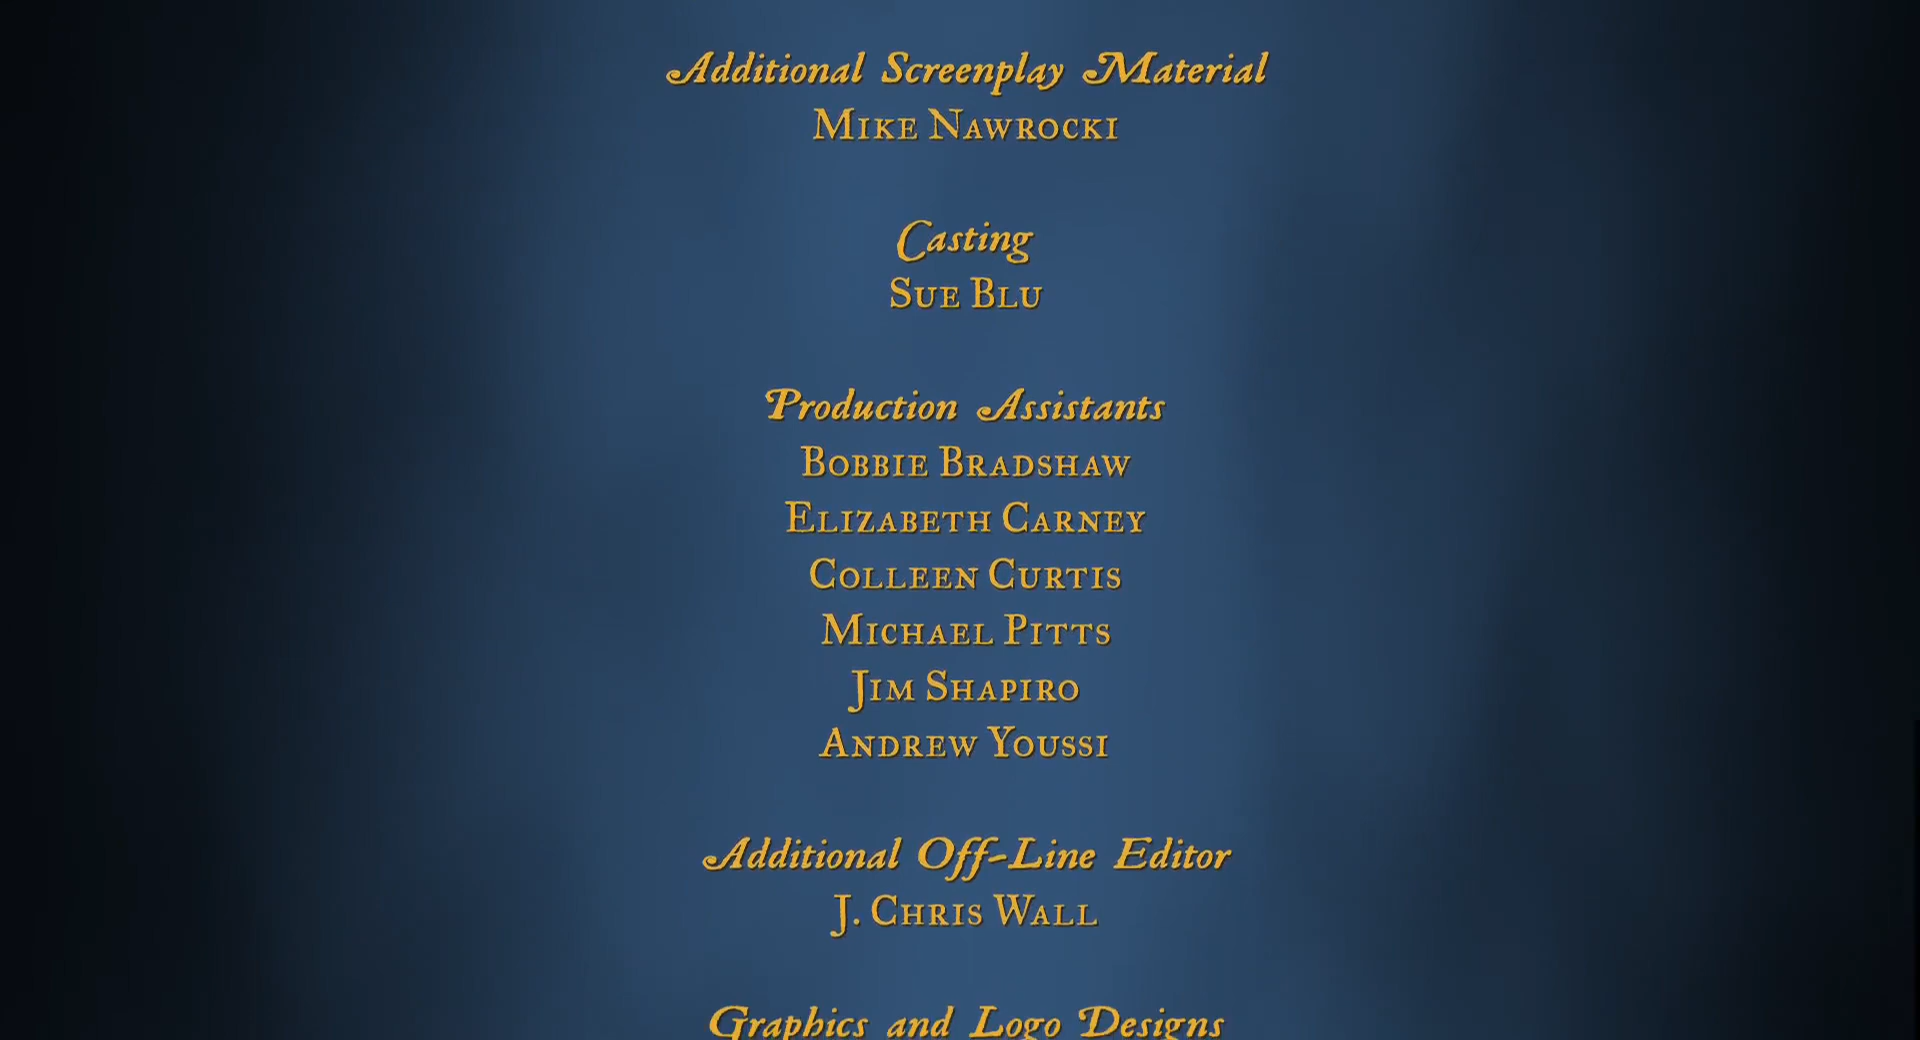 Additional Screenplay Material
Mike Nawrocki
Casting
Sue Blu
Production Assistants
Bobbie Bradshaw
Elizabeth Carney
Colleen Curtis
Michael Pitts
Jim Shapiro
Andrew Youssi
Additional Off-Line Editor
J. Chris Wall
Graphics and Logo Designs